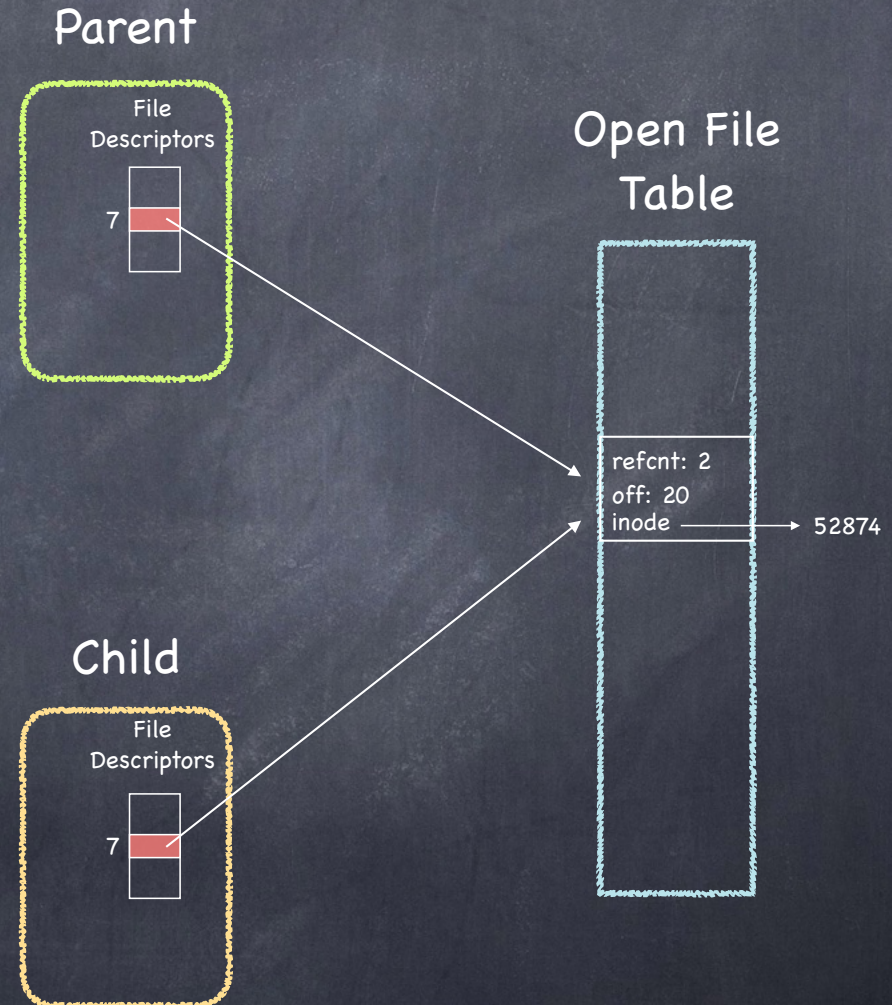 Parent
File
Descriptors
7
Open File
Table
refcnt: 2
off: 20
inode
52874
Child
File
Descriptors
7